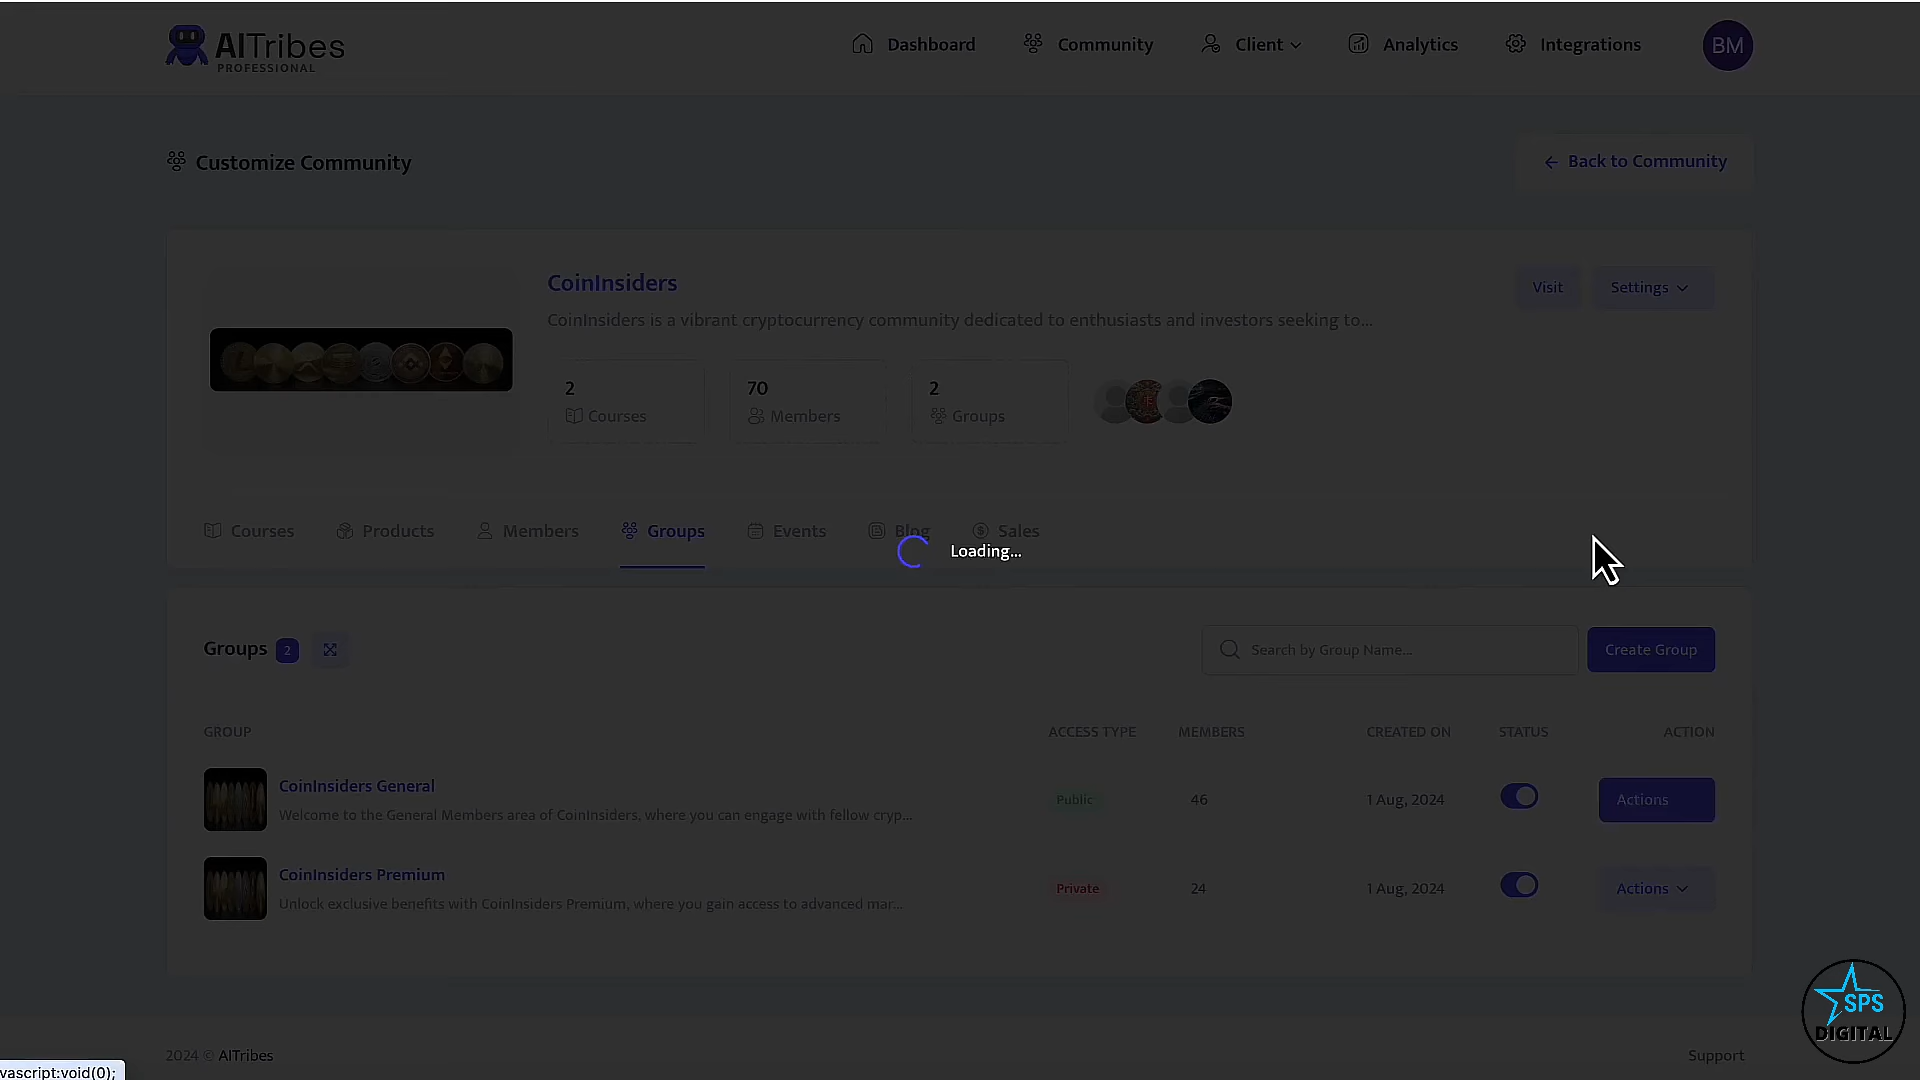 AITribes
PROFESSIONAL
Dashboard
Community
Client
Analytics
Integrations
BM
Customize Community
Back to Community
CoinInsiders
Visit
Settings
CoinInsiders is a vibrant cryptocurrency community dedicated to enthusiasts and investors seeking to...
2
Courses
70
Members
2
Groups
Courses
Products
Members
Groups
Events
Blog
Sales
Loading...
Groups 2
Search by Group Name...
Create Group
GROUP
ACCESS TYPE
MEMBERS
CREATED ON
STATUS
ACTION
CoinInsiders General
Welcome to the General Members area of CoinInsiders, where you can engage with fellow cryp...
Public
46
1 Aug, 2024
Actions
CoinInsiders Premium
Unlock exclusive benefits with CoinInsiders Premium, where you gain access to advanced mar...
Private
24
1 Aug, 2024
Actions
SPS
DIGITAL
2024 © AITribes
Support
vascript:void(0);